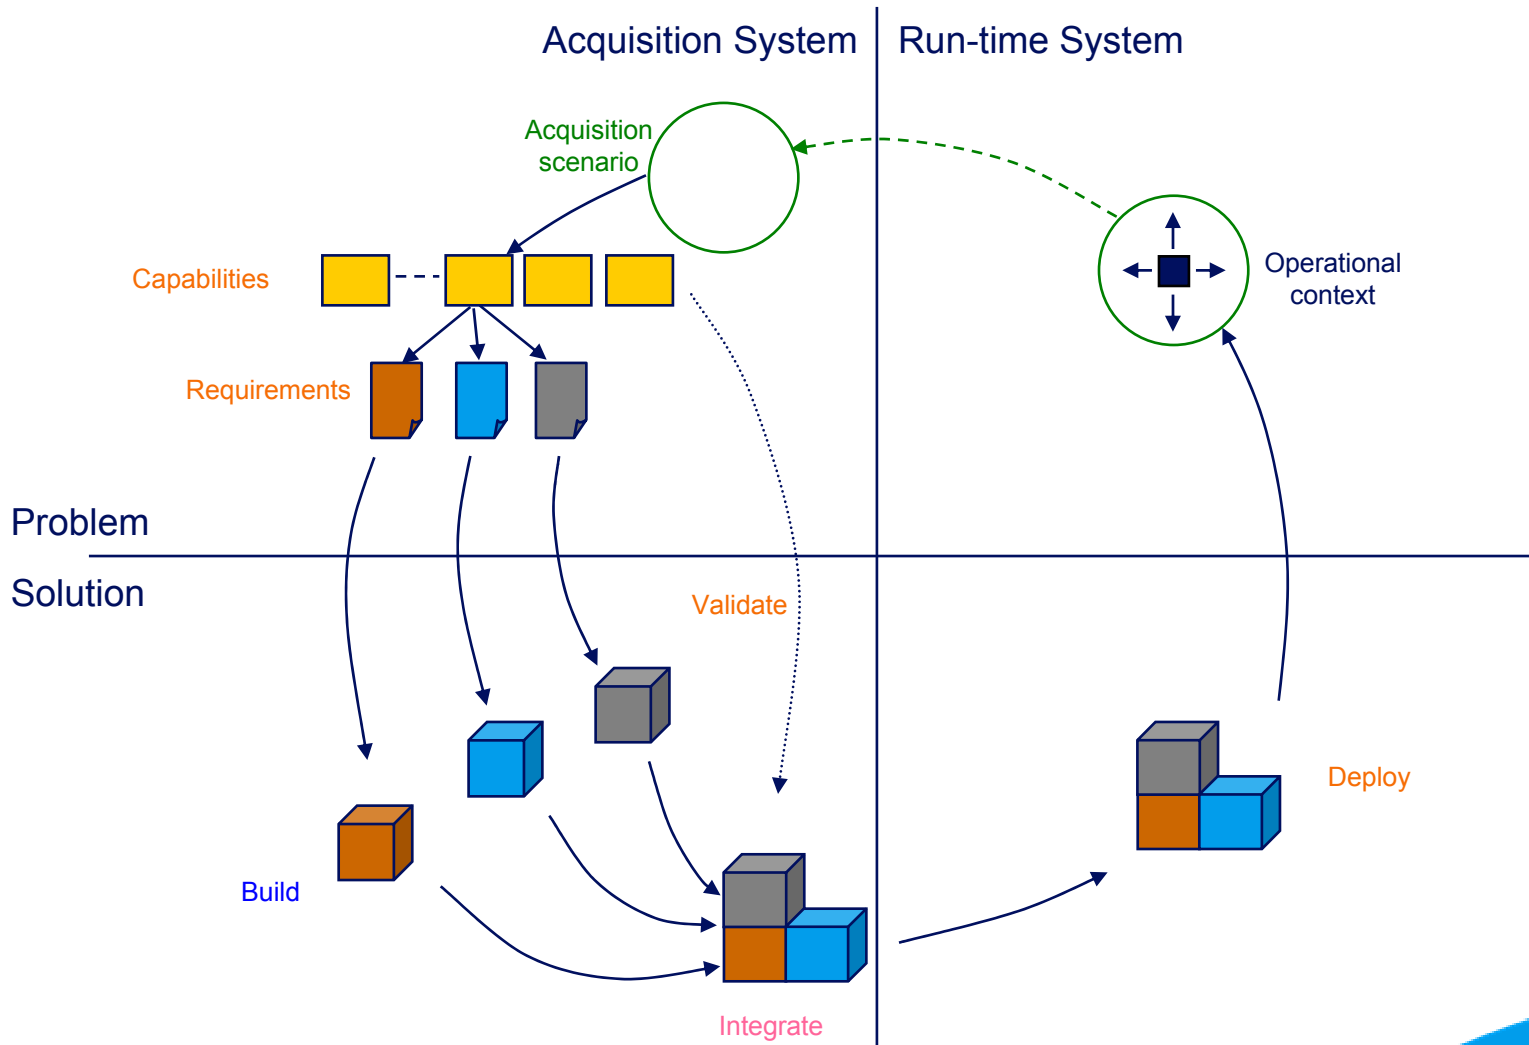 Acquisition System
Run-time System
Acquisition
scenario
Capabilities
Operational
context
Requirements
Problem
Solution
Validate
Deploy
Build
Integrate